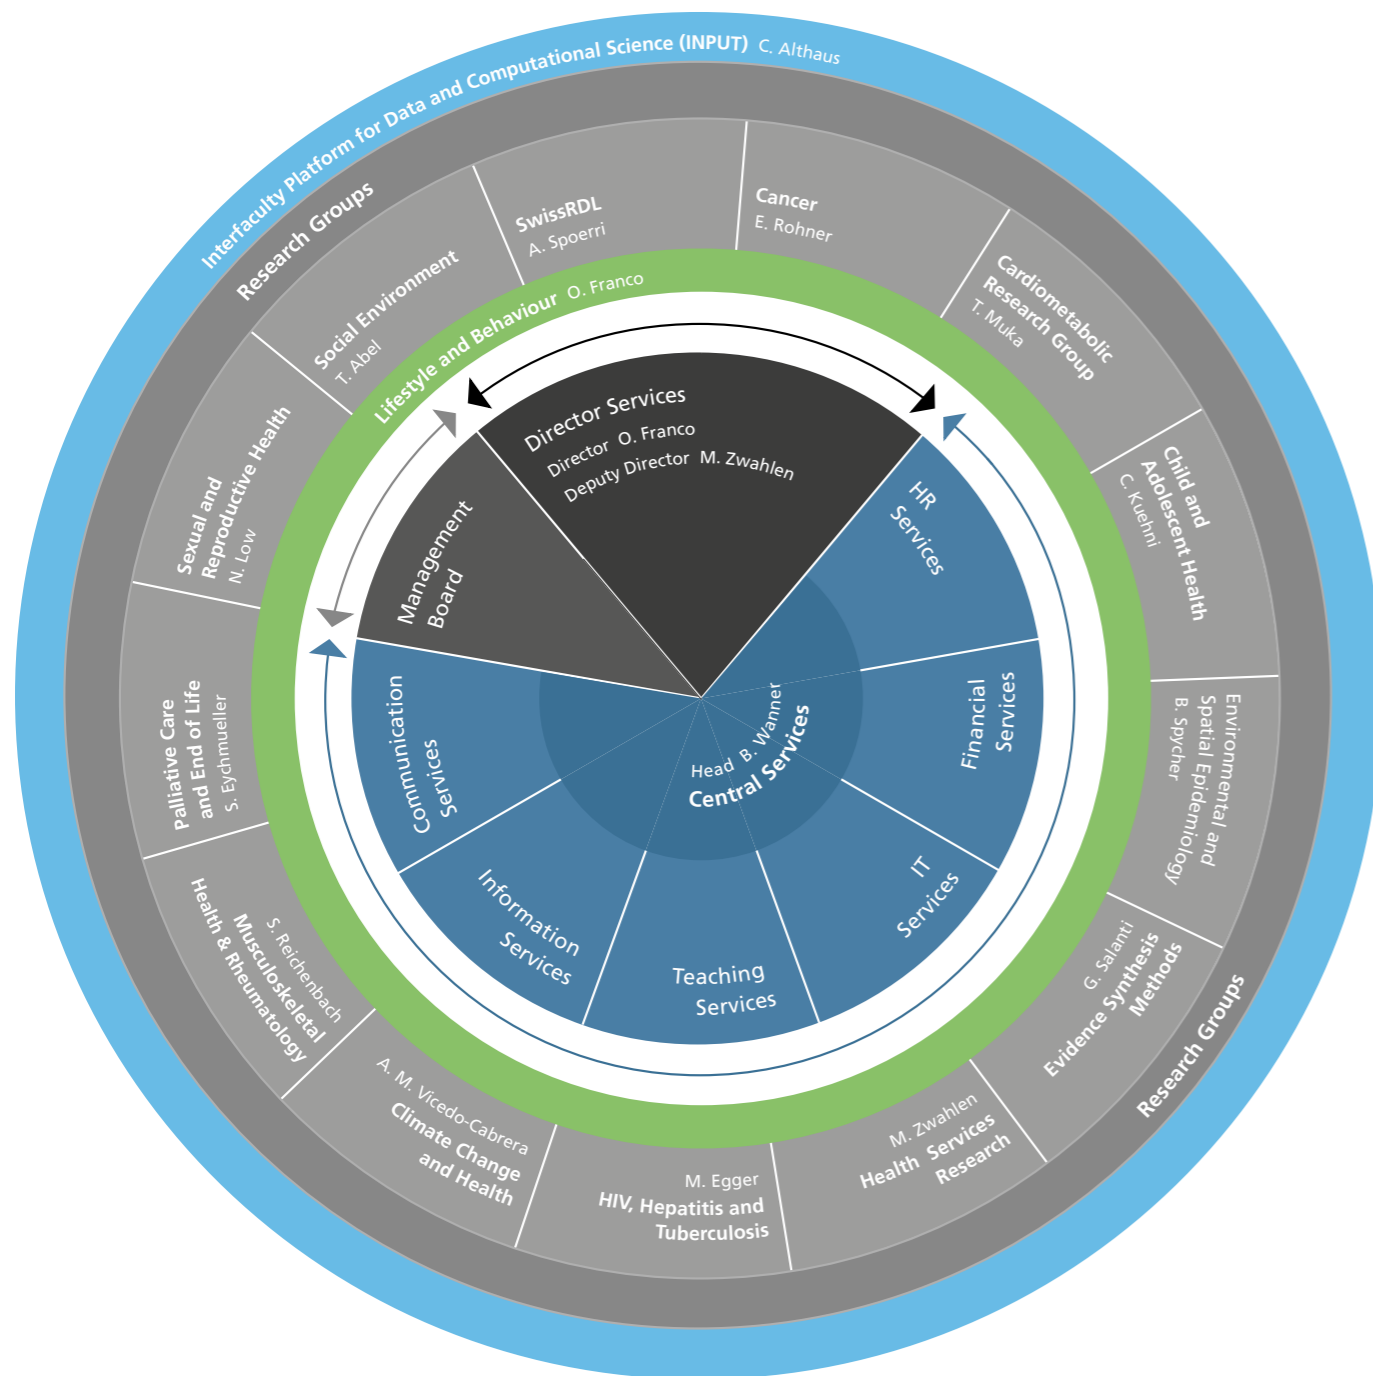 Interfaculty Platform for Data and Computational Science (INPUT) C. Althaus
Research Groups
SwissRDL
A. Spoerri
Cancer
E. Rohner
Cardiometabolic
Research Group
T. Muka
Child and
Adolescent Health
C. Kuehni
Environmental and
Spatial Epidemiology
B. Spycher
G. Salanti
Evidence Synthesis
Methods
Research Groups
M. Zwahlen
Health Services
Research
M. Egger
HIV, Hepatitis and
Tuberculosis
A. M. Vicedo-Cabrera
Climate Change
and Health
S. Reichenbach
Musculoskeletal
Health & Rheumatology
Palliative Care
and End of Life
S. Eychmueller
Sexual and
Reproductive Health
N. Low
Social Environment
T. Abel
Lifestyle and Behaviour O. Franco
Director Services
Director O. Franco
Deputy Director M. Zwahlen
HR
Services
Financial
Services
IT
Services
Teaching
Services
Information
Services
Communication
Services
Management
Board
Head B. Wanner
Central Services